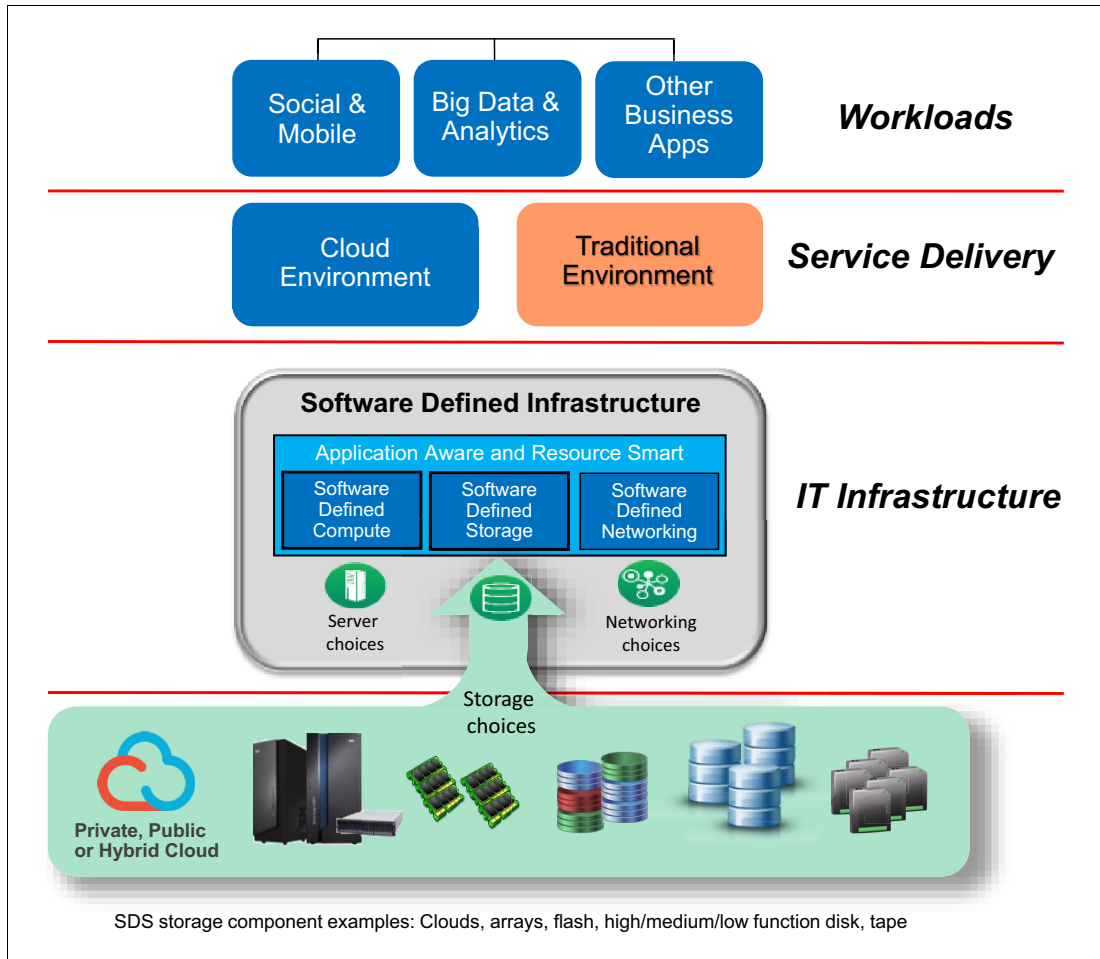 Social &
Mobile
Big Data &
Analytics
Other
Business
Apps
Workloads
Cloud
Environment
Traditional
Environment
Service Delivery
Software Defined Infrastructure
Application Aware and Resource Smart
Software
Defined
Compute
Software
Defined
Storage
Software
Defined
Networking
IT Infrastructure
Server
choices
Networking
choices
Storage
choices
Private, Public
or Hybrid Cloud
SDS storage component examples: Clouds, arrays, flash, high/medium/low function disk, tape